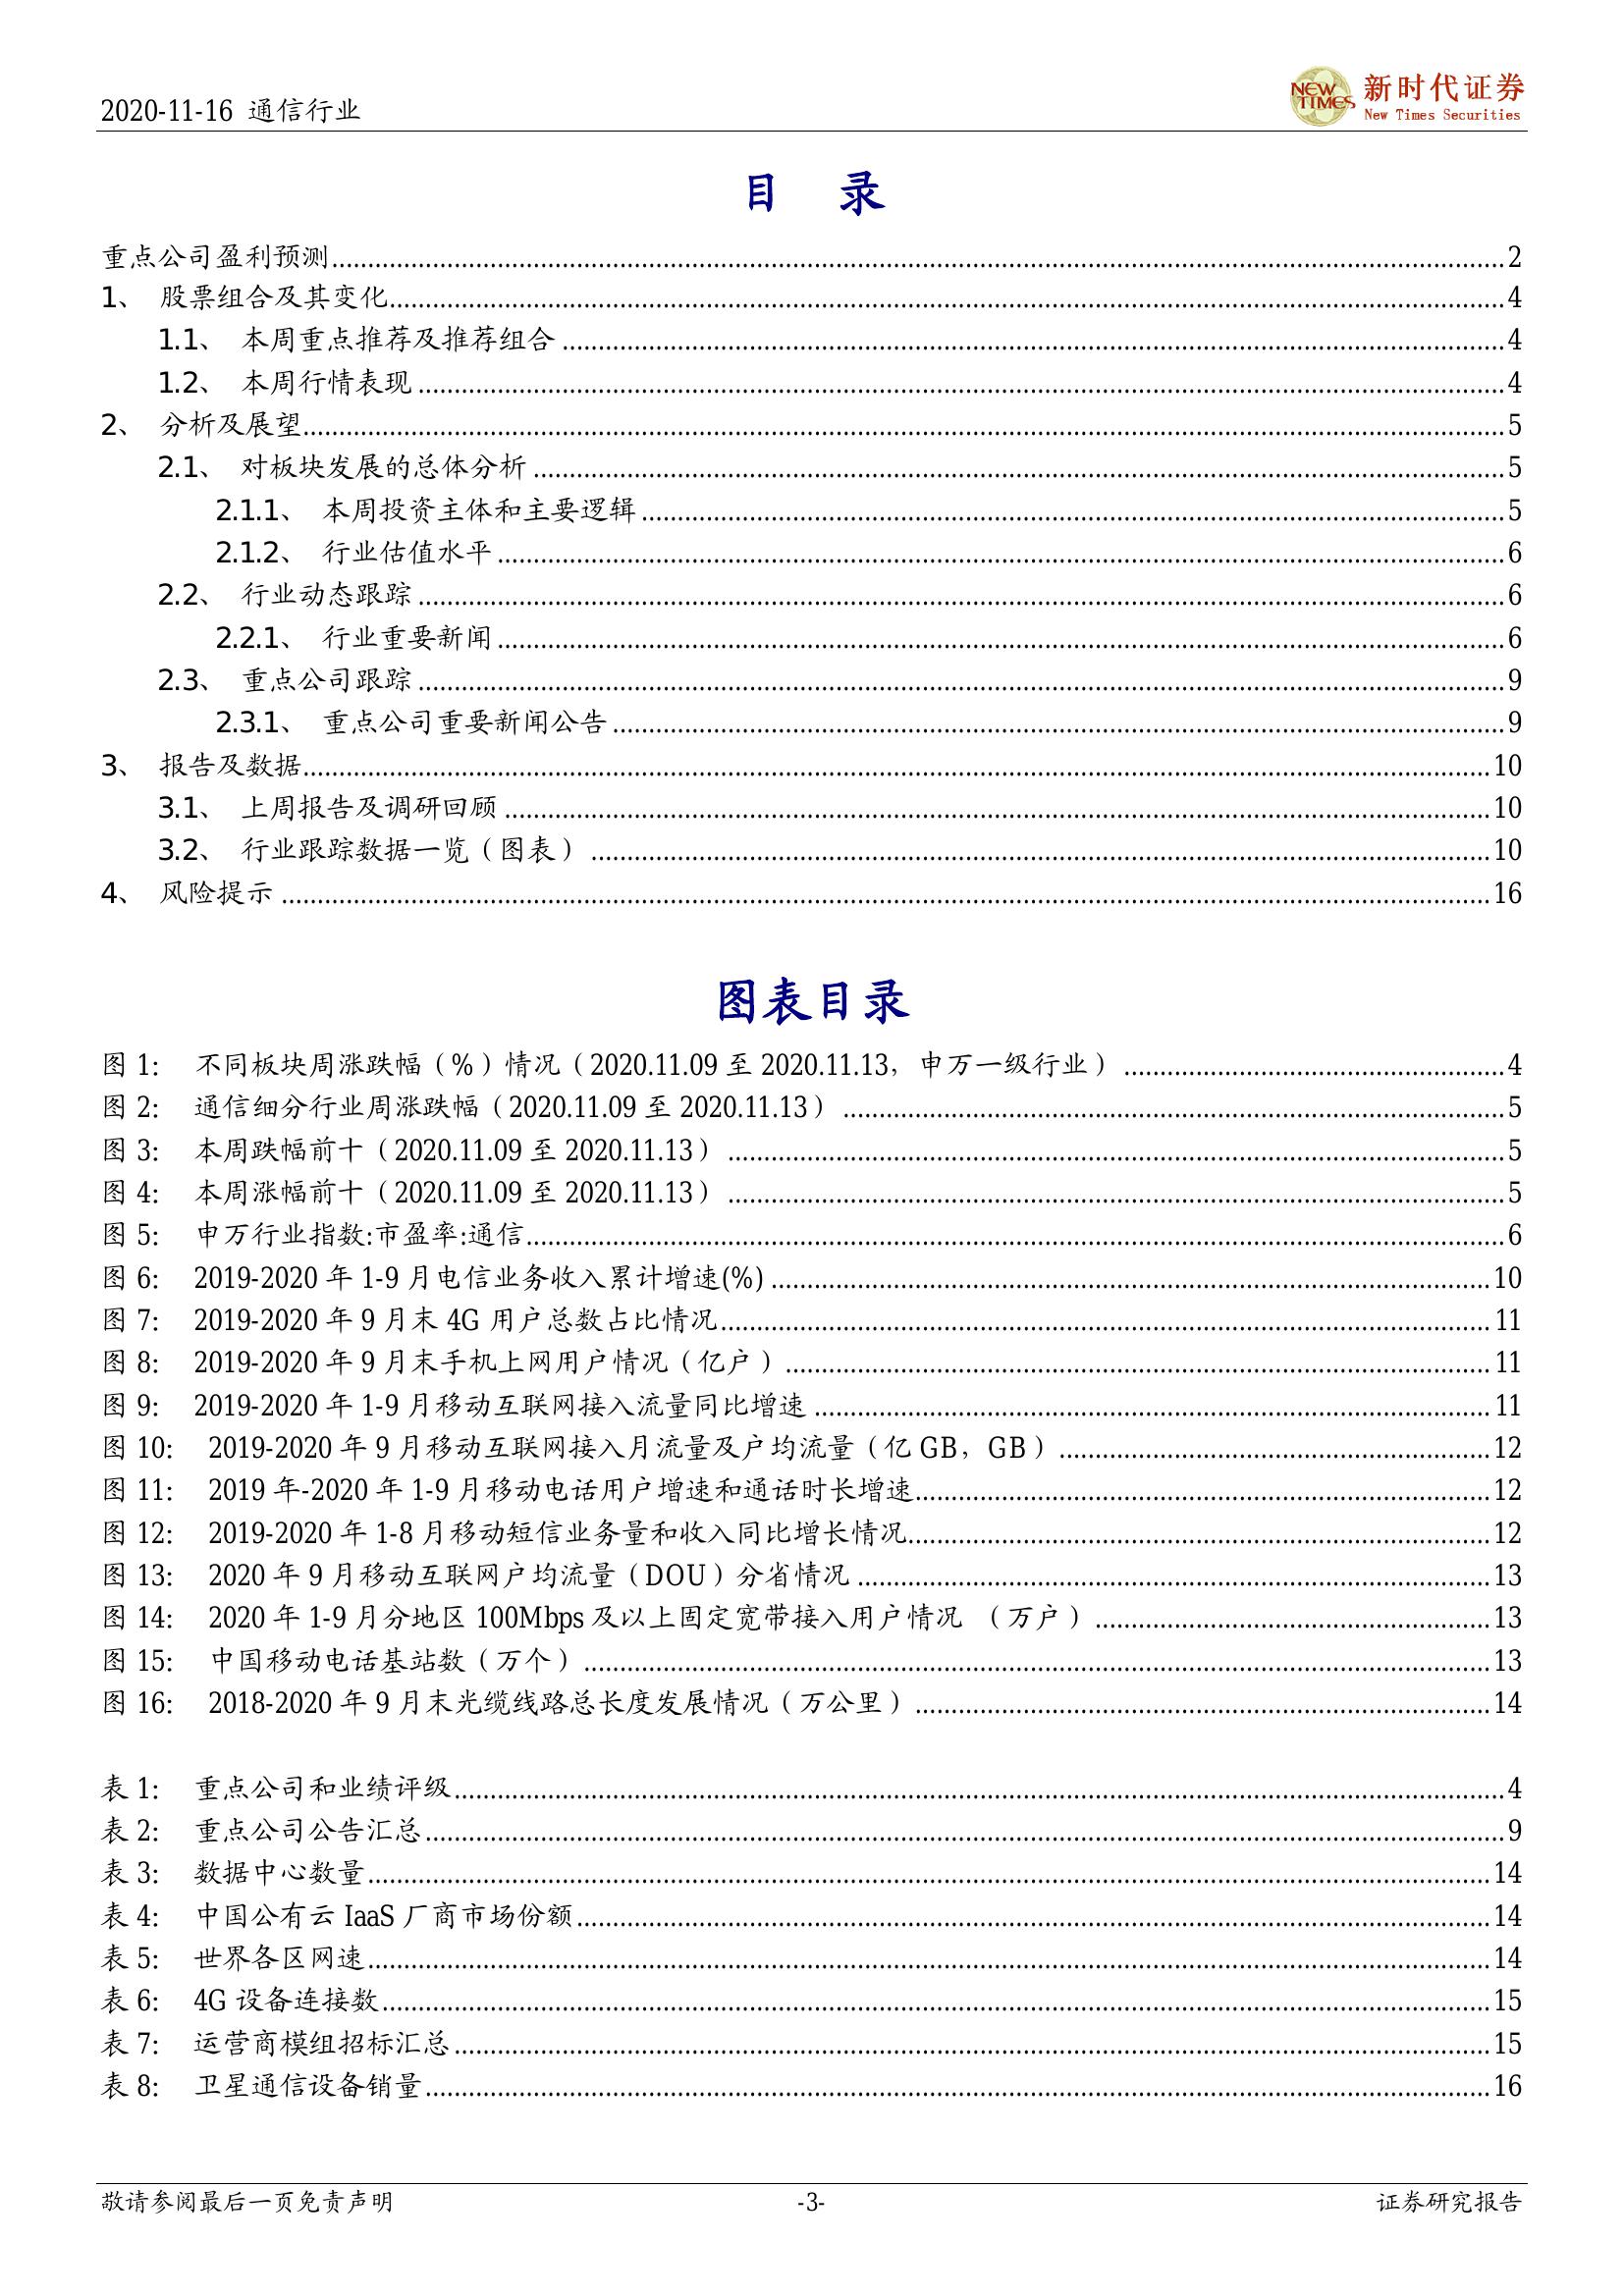 2020-11-16 通信行业
NEW TIMES 新时代证券
New Times Securities
目 录
重点公司盈利预测 2
1、 股票组合及其变化 4
1.1、 本周重点推荐及推荐组合 4
1.2、 本周行情表现 4
2、 分析及展望 5
2.1、 对板块发展的总体分析 5
2.1.1、 本周投资主体和主要逻辑 5
2.1.2、 行业估值水平 6
2.2、 行业动态跟踪 6
2.2.1、 行业重要新闻 6
2.3、 重点公司跟踪 9
2.3.1、 重点公司重要新闻公告 9
3、 报告及数据 10
3.1、 上周报告及调研回顾 10
3.2、 行业跟踪数据一览（图表） 10
4、 风险提示 16
图表目录
图 1: 不同板块周涨跌幅（%）情况（2020.11.09 至 2020.11.13，申万一级行业） 4
图 2: 通信细分行业周涨跌幅（2020.11.09 至 2020.11.13） 5
图 3: 本周跌幅前十（2020.11.09 至 2020.11.13） 5
图 4: 本周涨幅前十（2020.11.09 至 2020.11.13） 5
图 5: 申万行业指数:市盈率:通信 6
图 6: 2019-2020 年 1-9 月电信业务收入累计增速(%) 10
图 7: 2019-2020 年 9 月末 4G 用户总数占比情况 11
图 8: 2019-2020 年 9 月末手机上网用户情况（亿户） 11
图 9: 2019-2020 年 1-9 月移动互联网接入流量同比增速 11
图 10: 2019-2020 年 9 月移动互联网接入月流量及户均流量（亿 GB，GB） 12
图 11: 2019 年-2020 年 1-9 月移动电话用户增速和通话时长增速 12
图 12: 2019-2020 年 1-8 月移动短信业务量和收入同比增长情况 12
图 13: 2020 年 9 月移动互联网户均流量（DOU）分省情况 13
图 14: 2020 年 1-9 月分地区 100Mbps 及以上固定宽带接入用户情况 （万户） 13
图 15: 中国移动电话基站数（万个） 13
图 16: 2018-2020 年 9 月末光缆线路总长度发展情况（万公里） 14
表 1: 重点公司和业绩评级 4
表 2: 重点公司公告汇总 9
表 3: 数据中心数量 14
表 4: 中国公有云 IaaS 厂商市场份额 14
表 5: 世界各区网速 14
表 6: 4G 设备连接数 15
表 7: 运营商模组招标汇总 15
表 8: 卫星通信设备销量 16
敬请参阅最后一页免责声明 -3- 证券研究报告